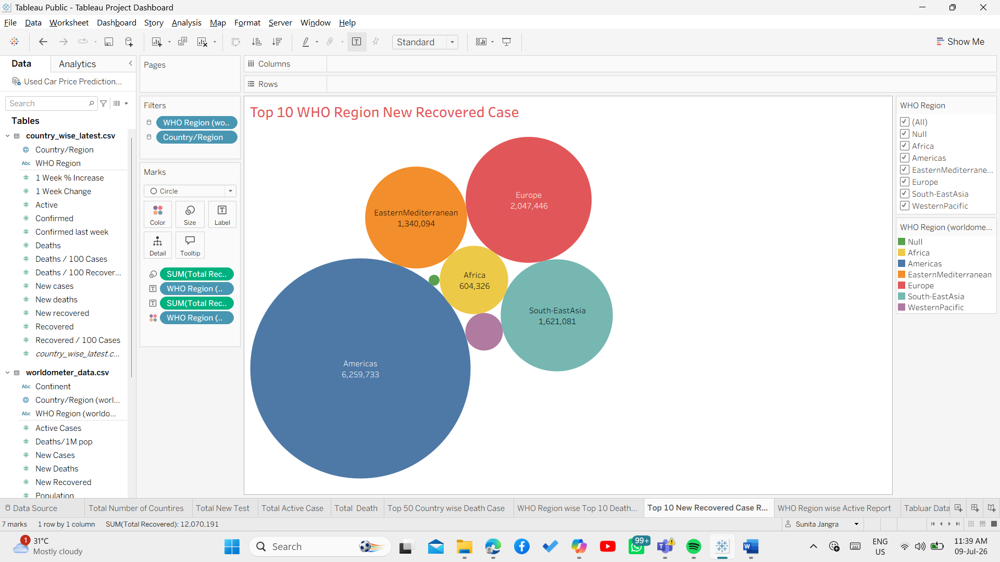 Tableau Public - Tableau Project Dashboard
File Data Worksheet Dashboard Story Analysis Map Format Server Window Help
Standard
Show Me
Data Analytics
Used Car Price Prediction...
Search
Tables
country_wise_latest.csv
Country/Region
Abc WHO Region
1 Week % Increase
1 Week Change
Active
Confirmed
Confirmed last week
Deaths
Deaths / 100 Cases
Deaths / 100 Recover...
New cases
New deaths
New recovered
Recovered
Recovered / 100 Cases
country_wise_latest.c...
worldometer_data.csv
Abc Continent
Country/Region (worl...
Abc WHO Region (worldo...
Active Cases
Deaths/1M pop
New Cases
New Deaths
New Recovered
Population
Pages
Filters
WHO Region (wo..
Country/Region
Marks
Circle
Color Size Label
Detail Tooltip
SUM(Total Rec..
WHO Region (..
SUM(Total Rec..
WHO Region (..
Columns
Rows
Top 10 WHO Region New Recovered Case
Europe
2,047,446
EasternMediterranean
1,340,094
Africa
604,326
South-EastAsia
1,621,081
Americas
6,259,733
WHO Region
(All)
Null
Africa
Americas
EasternMediterrane...
Europe
South-EastAsia
WesternPacific
WHO Region (worldome...
Null
Africa
Americas
EasternMediterranean
Europe
South-EastAsia
WesternPacific
Data Source Total Number of Countires Total New Test Total Active Case Total Death Top 50 Country wise Death Case WHO Region wise Top 10 Death... Top 10 New Recovered Case R... WHO Region wise Active Report Tabluar Data
7 marks 1 row by 1 column SUM(Total Recovered): 12,070,191 Sunita Jangra
1 31°C
Mostly cloudy
Search
99+
ENG
US
11:39 AM
09-Jul-26